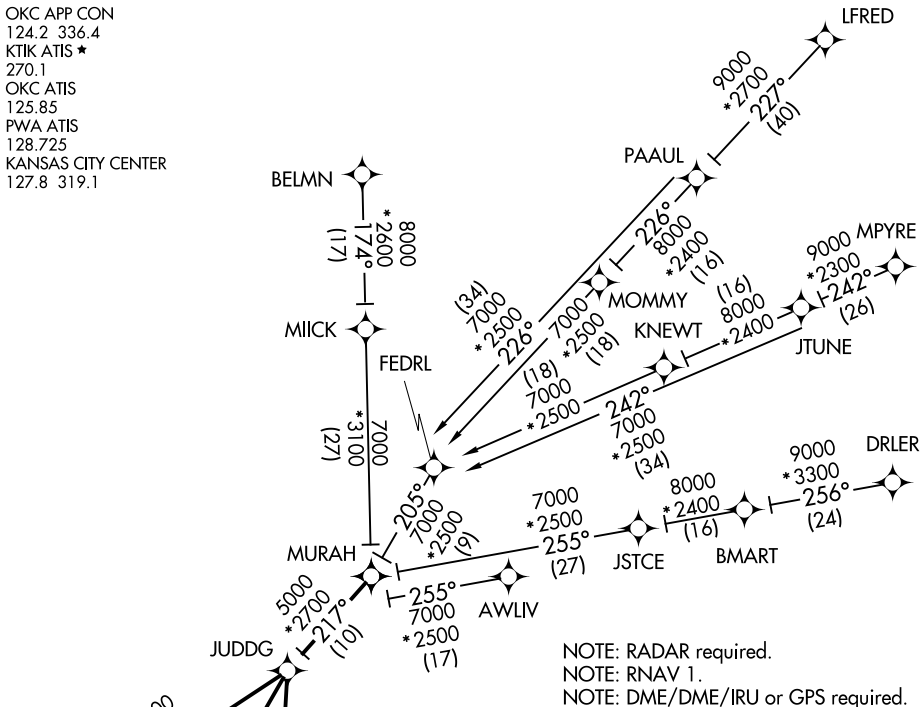 OKC APP CON
124.2 336.4
KTIK ATIS ★
270.1
OKC ATIS
125.85
PWA ATIS
128.725
KANSAS CITY CENTER
127.8 319.1
LFRED
9000
*2700
227°
(40)
PAAUL
BELMN
8000
*2600
174°
(17)
226°
8000
*2400
(16)
MPYRE
9000
*2300
242°
(26)
MOMMY
(16)
8000
*2400
KNEWT
JTUNE
MIICK
(34)
7000
*2500
226°
7000
*2500
(18)
FEDRL
(18)
7000
*2500
242°
7000
*2500
(34)
7000
*3100
(27)
DRLER
9000
*3300
256°
(24)
8000
*2400
(16)
BMART
205°
7000
*2500
(9)
7000
*2500
255°
(27)
JSTCE
MURAH
255°
7000
*2500
(17)
AWLIV
5000
*2700
217°
(10)
JUDDG
NOTE: RADAR required.
NOTE: RNAV 1.
NOTE: DME/DME/IRU or GPS required.